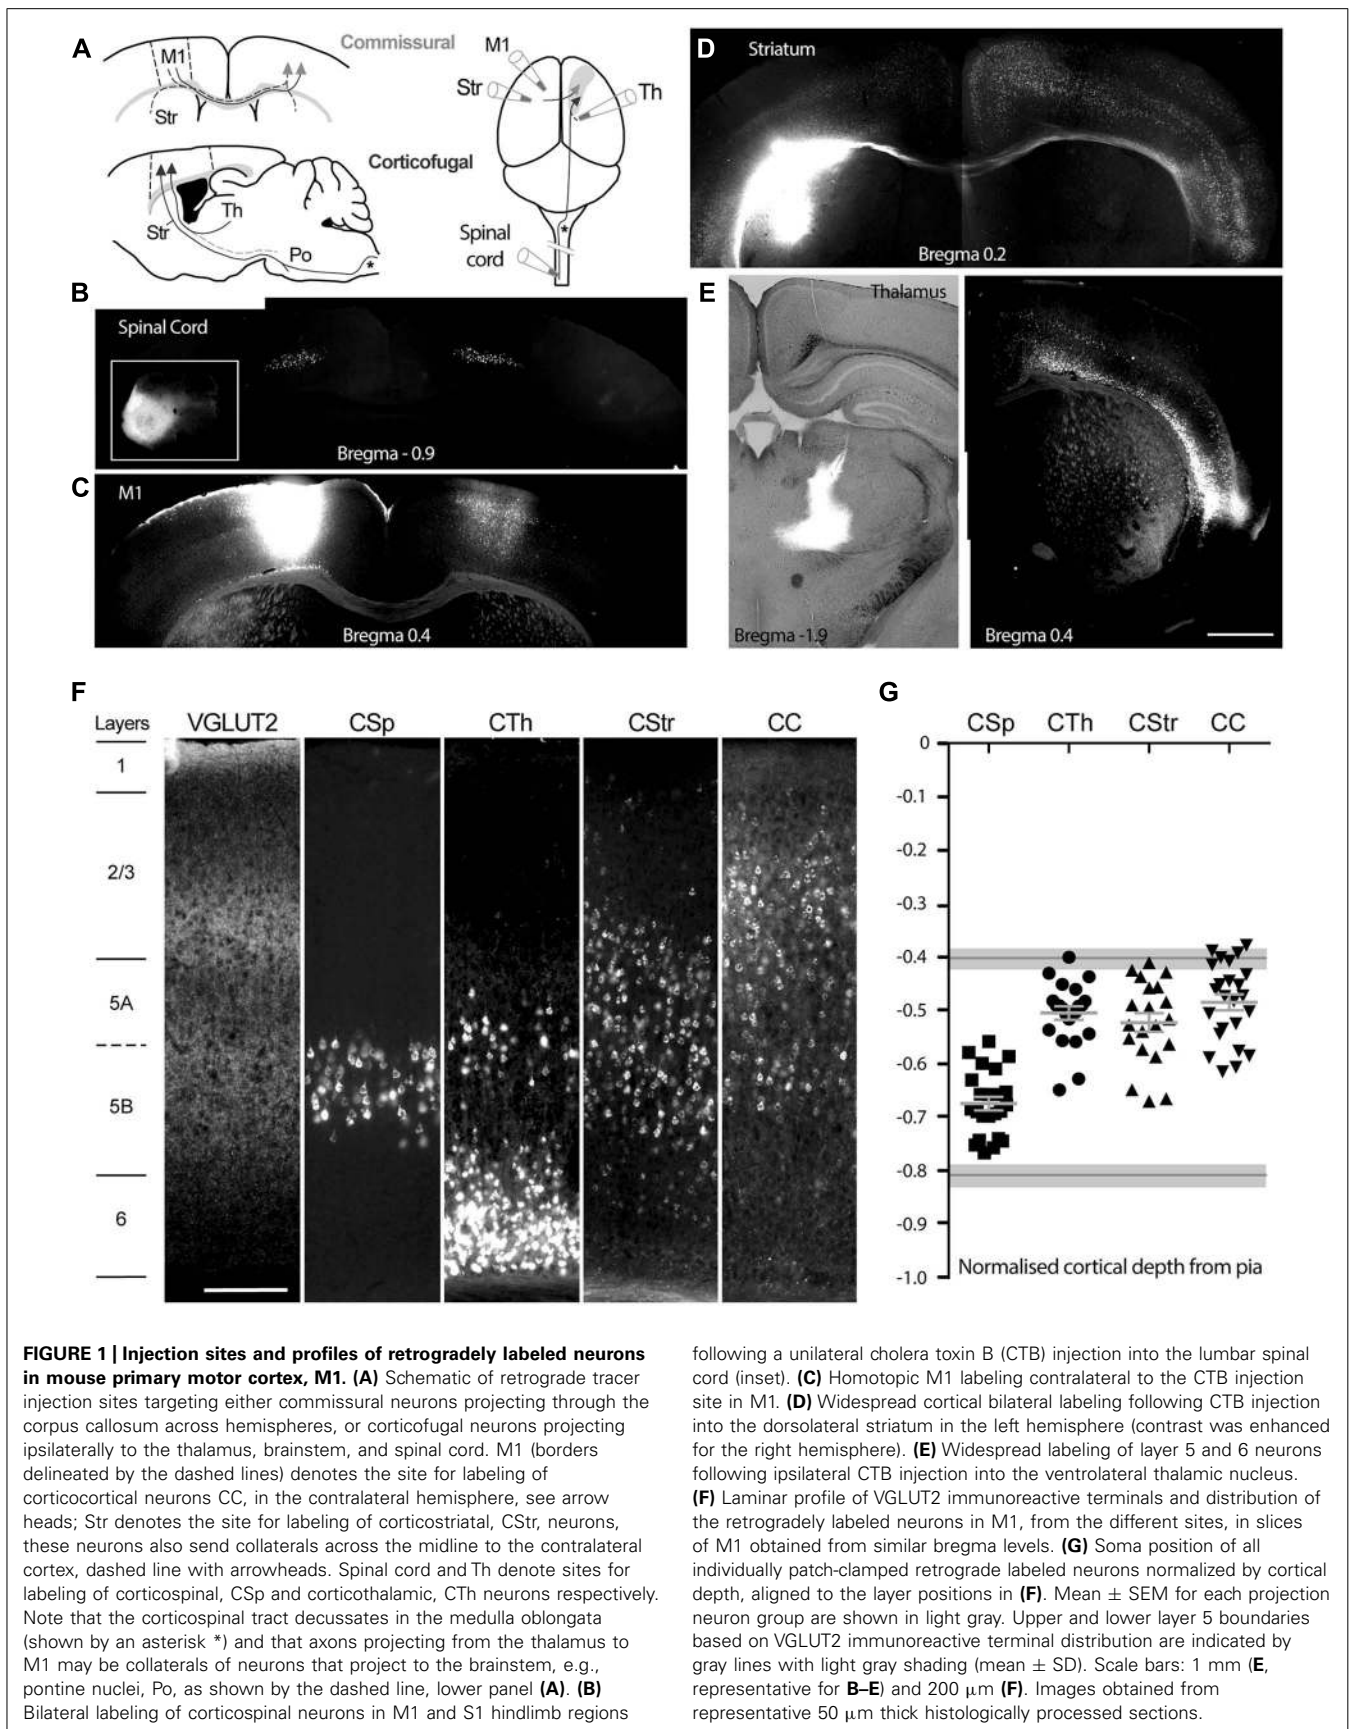 A
M1
Commissural
Str
Corticofugal
Th
Str
Po
*
M1
Str
Th
Spinal
cord
*
B
Spinal Cord
Bregma - 0.9
C
M1
Bregma 0.4
D
Striatum
Bregma 0.2
E
Thalamus
Bregma -1.9
Bregma 0.4
F
Layers
VGLUT2
CSp
CTh
CStr
CC
1
2/3
5A
5B
6
G
CSp
CTh
CStr
CC
0
-0.1
-0.2
-0.3
-0.4
-0.5
-0.6
-0.7
-0.8
-0.9
-1.0
Normalised cortical depth from pia
FIGURE 1 | Injection sites and profiles of retrogradely labeled neurons
in mouse primary motor cortex, M1. (A) Schematic of retrograde tracer
injection sites targeting either commissural neurons projecting through the
corpus callosum across hemispheres, or corticofugal neurons projecting
ipsilaterally to the thalamus, brainstem, and spinal cord. M1 (borders
delineated by the dashed lines) denotes the site for labeling of
corticocortical neurons CC, in the contralateral hemisphere, see arrow
heads; Str denotes the site for labeling of corticostriatal, CStr, neurons,
these neurons also send collaterals across the midline to the contralateral
cortex, dashed line with arrowheads. Spinal cord and Th denote sites for
labeling of corticospinal, CSp and corticothalamic, CTh neurons respectively.
Note that the corticospinal tract decussates in the medulla oblongata
(shown by an asterisk *) and that axons projecting from the thalamus to
M1 may be collaterals of neurons that project to the brainstem, e.g.,
pontine nuclei, Po, as shown by the dashed line, lower panel (A). (B)
Bilateral labeling of corticospinal neurons in M1 and S1 hindlimb regions
following a unilateral cholera toxin B (CTB) injection into the lumbar spinal
cord (inset). (C) Homotopic M1 labeling contralateral to the CTB injection
site in M1. (D) Widespread cortical bilateral labeling following CTB injection
into the dorsolateral striatum in the left hemisphere (contrast was enhanced
for the right hemisphere). (E) Widespread labeling of layer 5 and 6 neurons
following ipsilateral CTB injection into the ventrolateral thalamic nucleus.
(F) Laminar profile of VGLUT2 immunoreactive terminals and distribution of
the retrogradely labeled neurons in M1, from the different sites, in slices
of M1 obtained from similar bregma levels. (G) Soma position of all
individually patch-clamped retrograde labeled neurons normalized by cortical
depth, aligned to the layer positions in (F). Mean ± SEM for each projection
neuron group are shown in light gray. Upper and lower layer 5 boundaries
based on VGLUT2 immunoreactive terminal distribution are indicated by
gray lines with light gray shading (mean ± SD). Scale bars: 1 mm (E,
representative for B–E) and 200 μm (F). Images obtained from
representative 50 μm thick histologically processed sections.